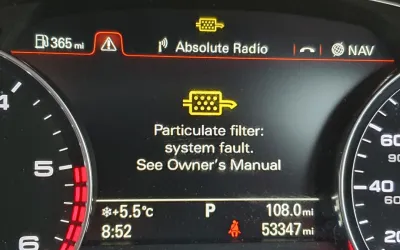 365 mi
Absolute Radio
NAV
Particulate filter:
system fault.
See Owner's Manual
+5.5°C P 108.0mi
8:52 53347mi
4
5
6
60
20